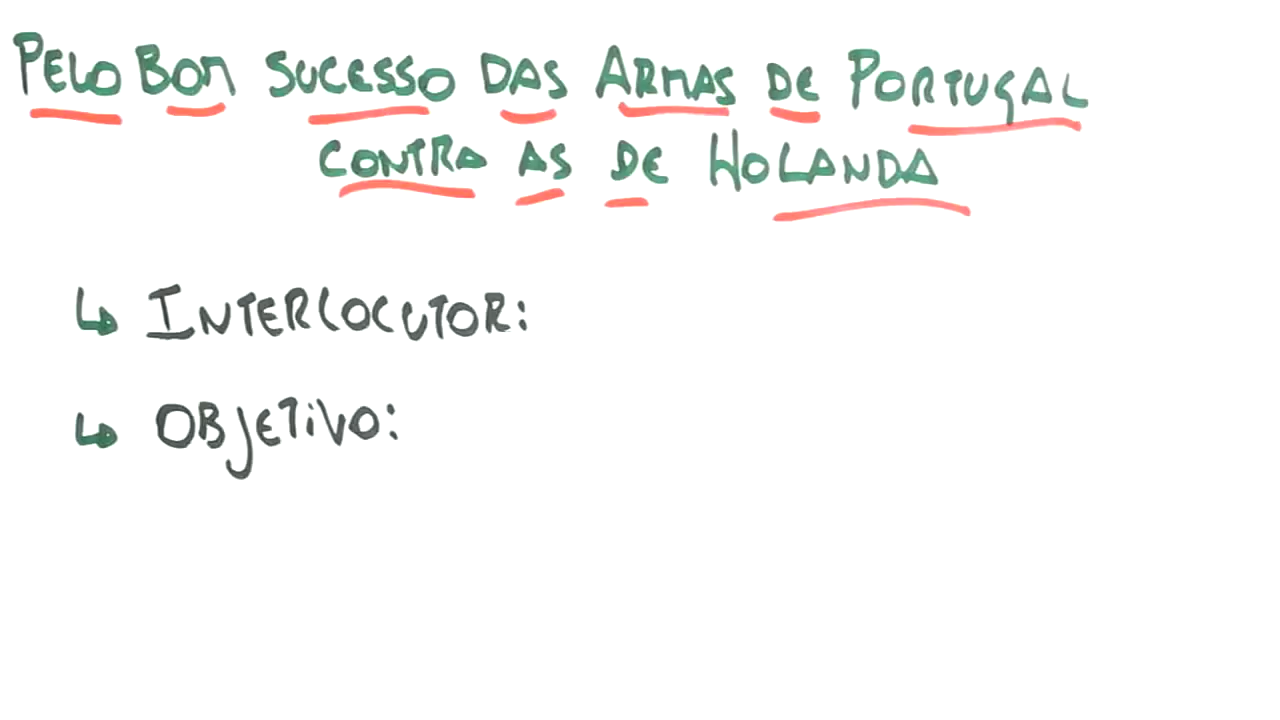 PELO BOM SUCESSO DAS ARMAS DE PORTUGAL
CONTRA AS DE HOLANDA
↳ INTERLOCUTOR:
↳ OBJETIVO: